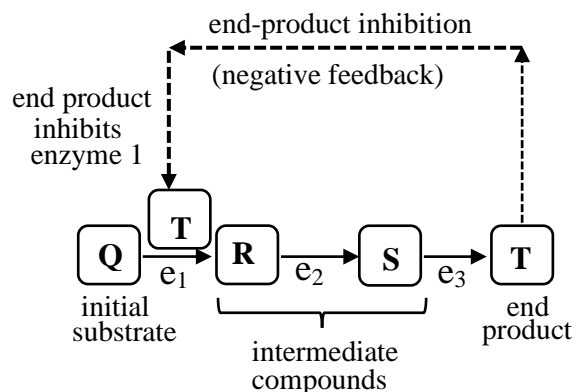 end-product inhibition
(negative feedback)
end product
inhibits
enzyme 1
T
Q
R
S
T
e₁
e₂
e₃
initial
substrate
end
product
intermediate
compounds